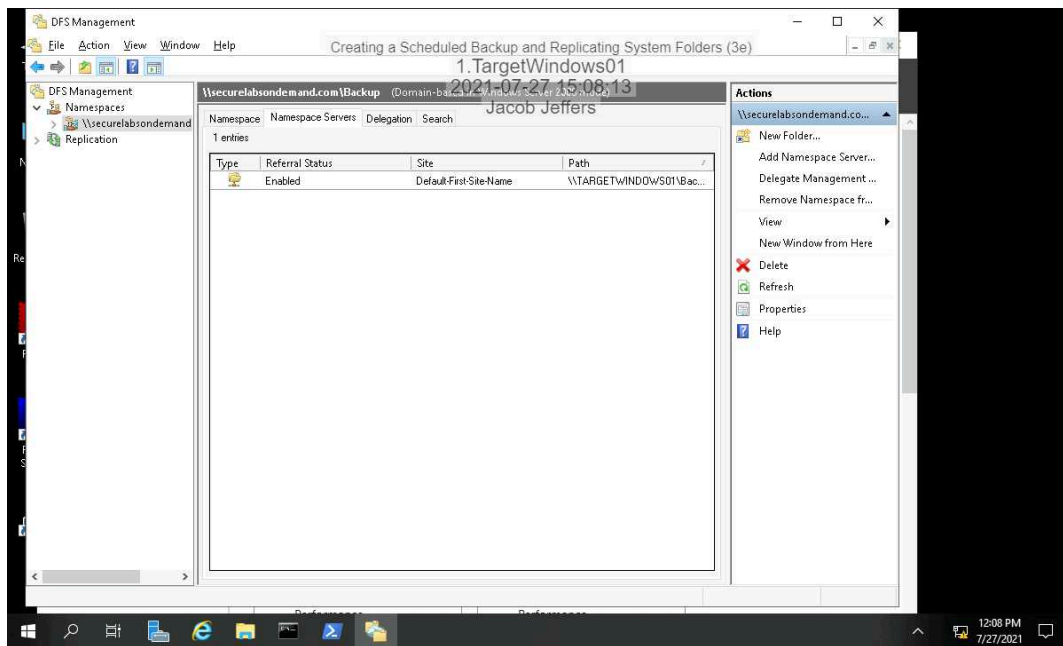 DFS Management
File Action View Window Help
Creating a Scheduled Backup and Replicating System Folders (3e)
1.TargetWindows01
2021-07-27 15:08:13
Jacob Jeffers
DFS Management
Namespaces
\\securelabsondemand
Replication
\\securelabsondemand.com\Backup
Namespace Namespace Servers Delegation Search
1 entries
Type Referral Status Site Path
Enabled Default-First-Site-Name \\TARGETWINDOWS01\Bac...
Actions
\\securelabsondemand.co...
New Folder...
Add Namespace Server...
Delegate Management ...
Remove Namespace fr...
View
New Window from Here
Delete
Refresh
Properties
Help
12:08 PM
7/27/2021